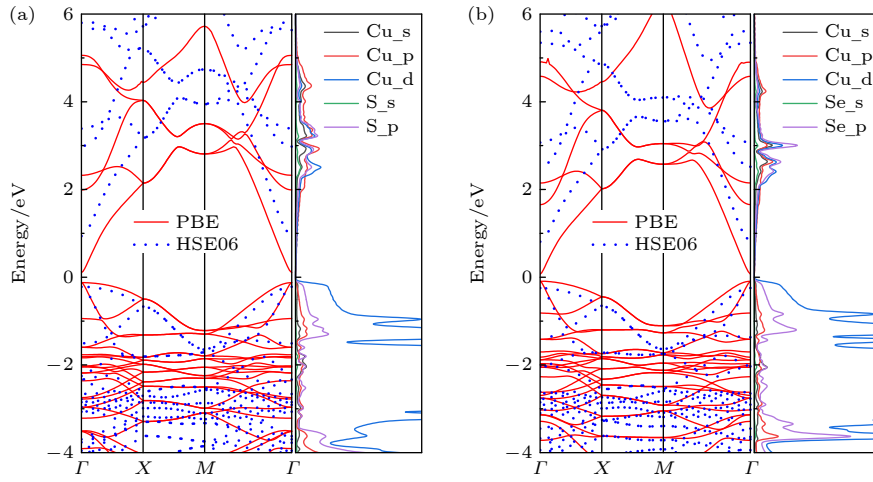 (a)
6
4
2
0
−2
−4
Energy/eV
PBE
HSE06
Γ
X
M
Γ
Cu_s
Cu_p
Cu_d
S_s
S_p
(b)
6
4
2
0
−2
−4
Energy/eV
PBE
HSE06
Γ
X
M
Γ
Cu_s
Cu_p
Cu_d
Se_s
Se_p